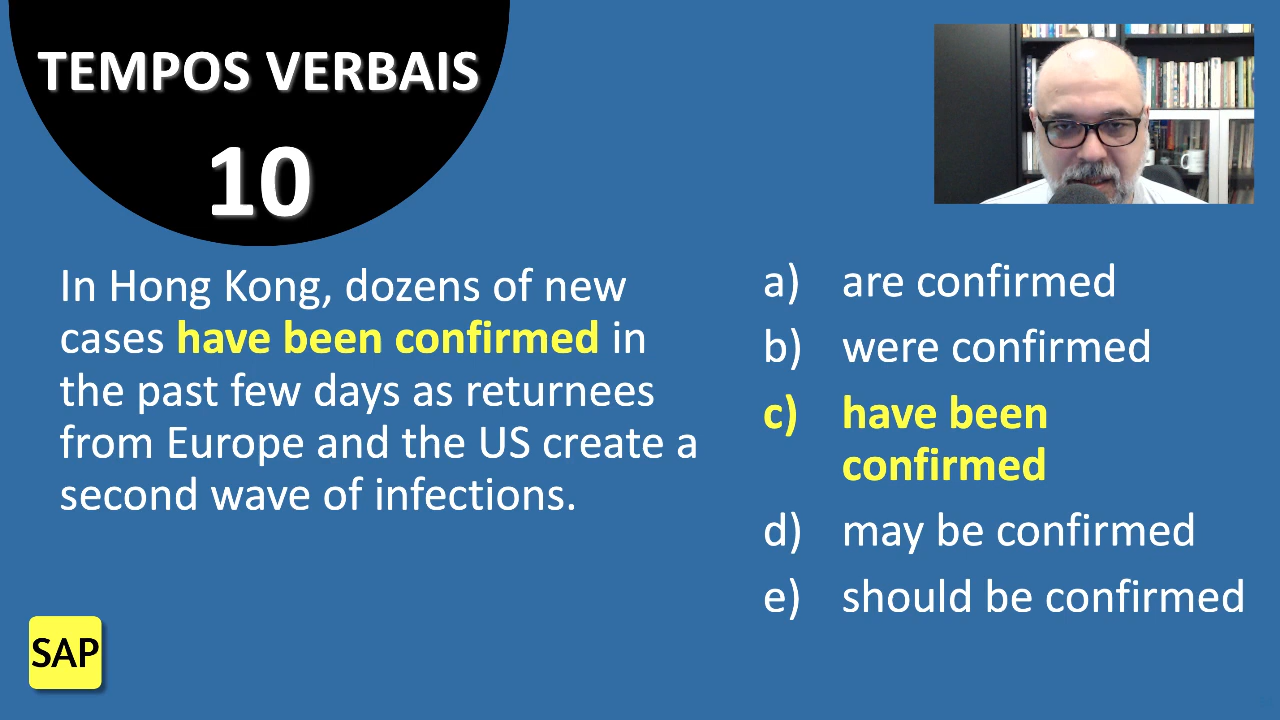 TEMPOS VERBAIS
10
In Hong Kong, dozens of new
cases have been confirmed in
the past few days as returnees
from Europe and the US create a
second wave of infections.
a) are confirmed
b) were confirmed
c) have been
confirmed
d) may be confirmed
e) should be confirmed
SAP